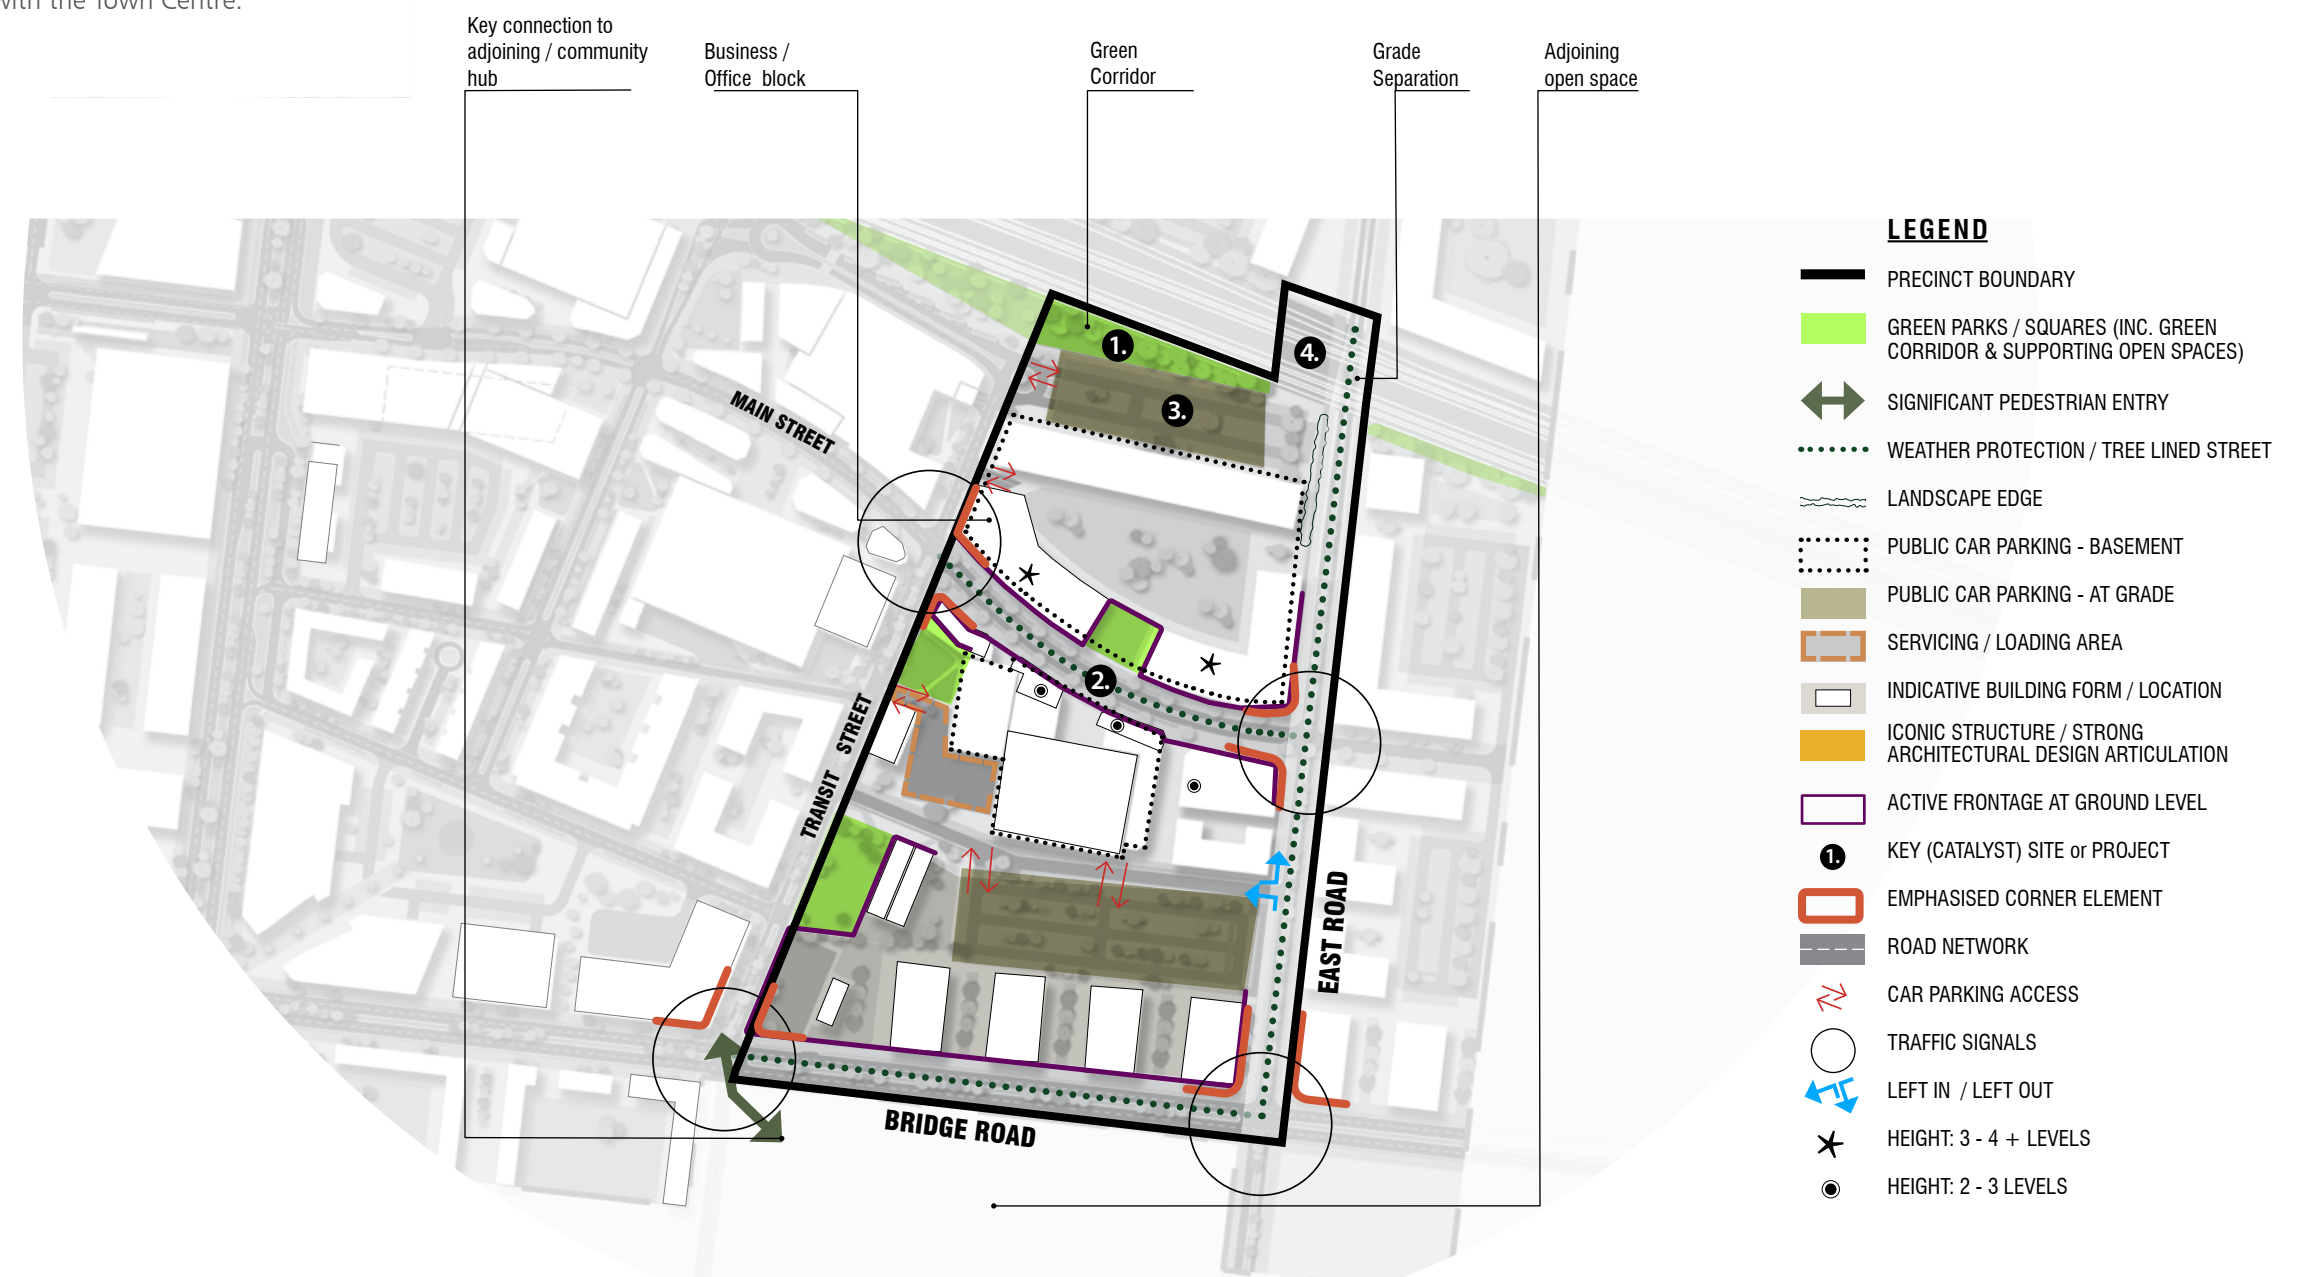 with the Town Centre.
Key connection to
adjoining / community
hub
Business /
Office block
Green
Corridor
Grade
Separation
Adjoining
open space
MAIN STREET
TRANSIT STREET
EAST ROAD
BRIDGE ROAD
1.
4.
3.
2.
LEGEND
PRECINCT BOUNDARY
GREEN PARKS / SQUARES (INC. GREEN
CORRIDOR & SUPPORTING OPEN SPACES)
SIGNIFICANT PEDESTRIAN ENTRY
WEATHER PROTECTION / TREE LINED STREET
LANDSCAPE EDGE
PUBLIC CAR PARKING - BASEMENT
PUBLIC CAR PARKING - AT GRADE
SERVICING / LOADING AREA
INDICATIVE BUILDING FORM / LOCATION
ICONIC STRUCTURE / STRONG
ARCHITECTURAL DESIGN ARTICULATION
ACTIVE FRONTAGE AT GROUND LEVEL
1. KEY (CATALYST) SITE or PROJECT
EMPHASISED CORNER ELEMENT
ROAD NETWORK
CAR PARKING ACCESS
TRAFFIC SIGNALS
LEFT IN / LEFT OUT
HEIGHT: 3 - 4 + LEVELS
HEIGHT: 2 - 3 LEVELS